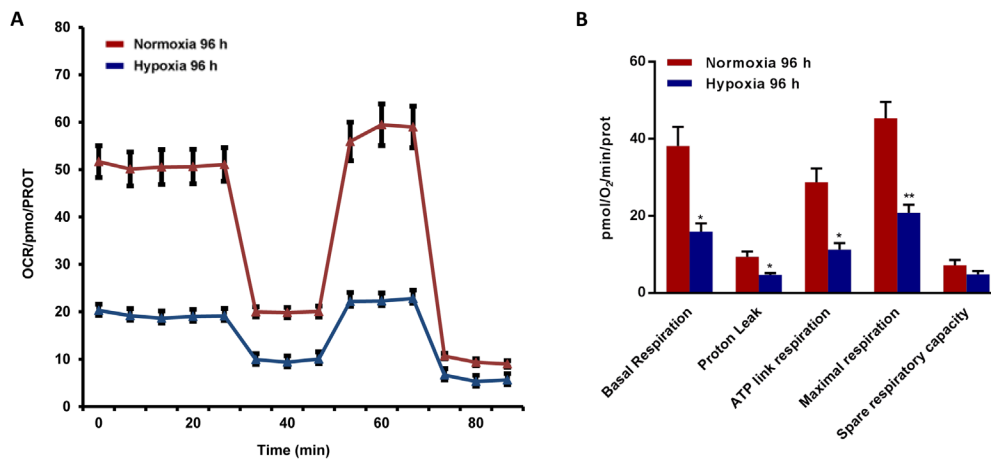 A
80
70
60
50
40
30
20
10
0
OCR/pmo/PROT
Normoxia 96 h
Hypoxia 96 h
0
20
40
60
80
Time (min)
B
60
40
20
0
pmol/O₂/min/prot
Normoxia 96 h
Hypoxia 96 h
*
*
*
**
Basal Respiration
Proton Leak
ATP link respiration
Maximal respiration
Spare respiratory capacity